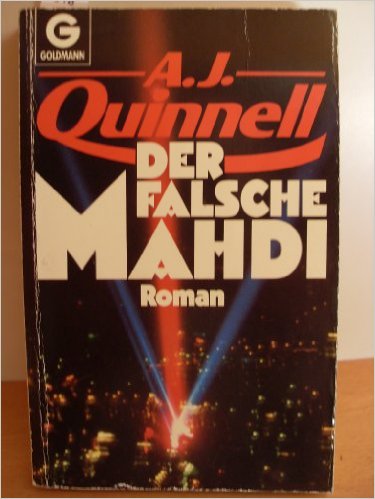 G
GOLDMANN
A.J.
Quinnell
DER
FALSCHE
MAHDI
Roman